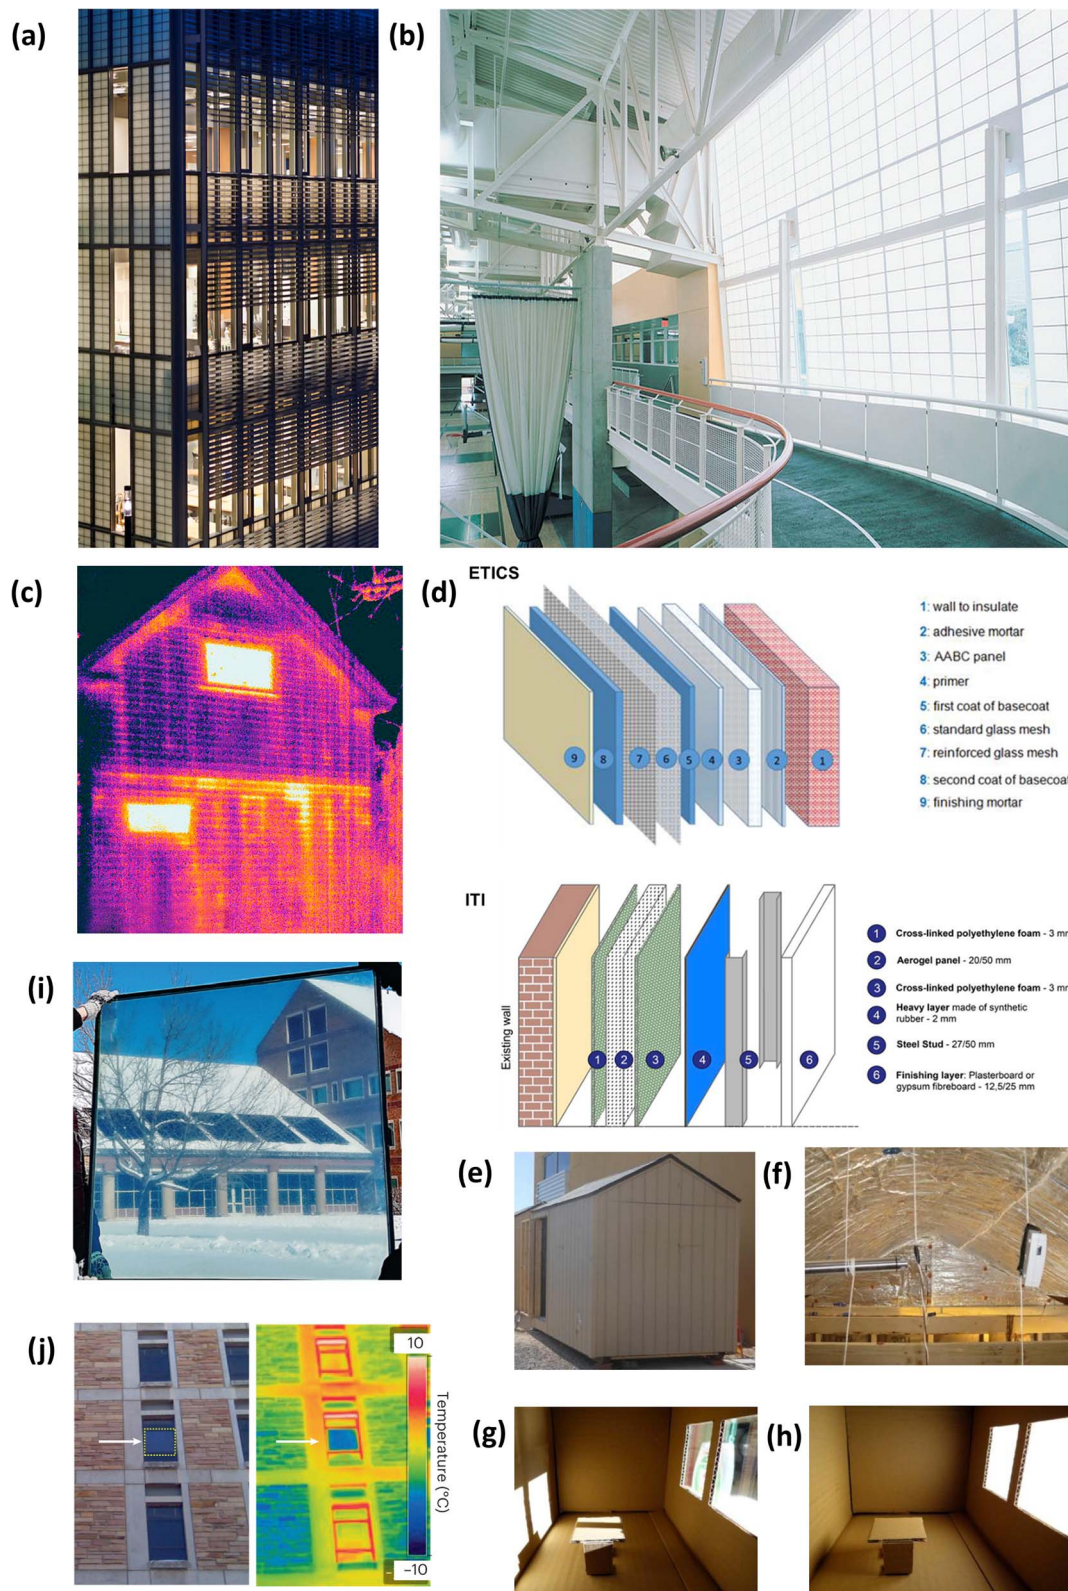 (a)
(b)
(c)
(d)
ETICS
1: wall to insulate
2: adhesive mortar
3: AABC panel
4: primer
5: first coat of basecoat
6: standard glass mesh
7: reinforced glass mesh
8: second coat of basecoat
9: finishing mortar
9 8 7 6 5 4 3 2 1
ITI
Existing wall
1 2 3 4 5 6
1 Cross-linked polyethylene foam - 3 m
2 Aerogel panel - 20/50 mm
3 Cross-linked polyethylene foam - 3 m
4 Heavy layer made of synthetic
rubber - 2 mm
5 Steel Stud - 27/50 mm
6 Finishing layer: Plasterboard or
gypsum fibreboard - 12,5/25 mm
(i)
(e)
(f)
(j)
10
Temperature (°C)
-10
(g)
(h)